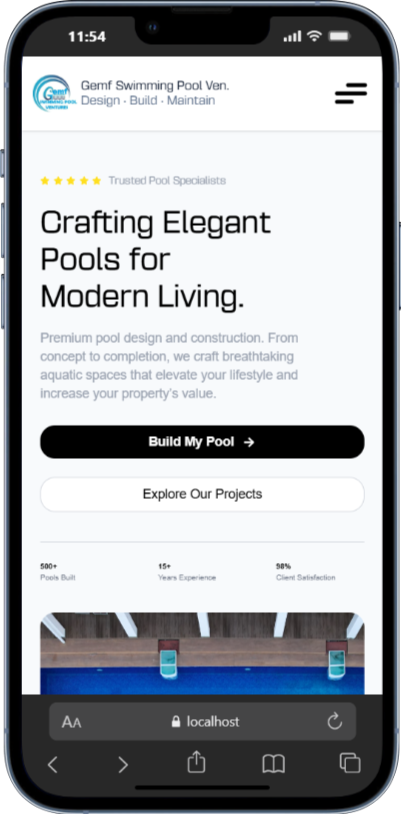 11:54
Gemf
Gemf Swimming Pool Ven.
Design - Build - Maintain
Trusted Pool Specialists
Crafting Elegant
Pools for
Modern Living.
Premium pool design and construction. From
concept to completion, we craft breathtaking
aquatic spaces that elevate your lifestyle and
increase your property's value.
Build My Pool →
Explore Our Projects
500+
Pools Built
15+
Years Experience
98%
Client Satisfaction
AA
localhost